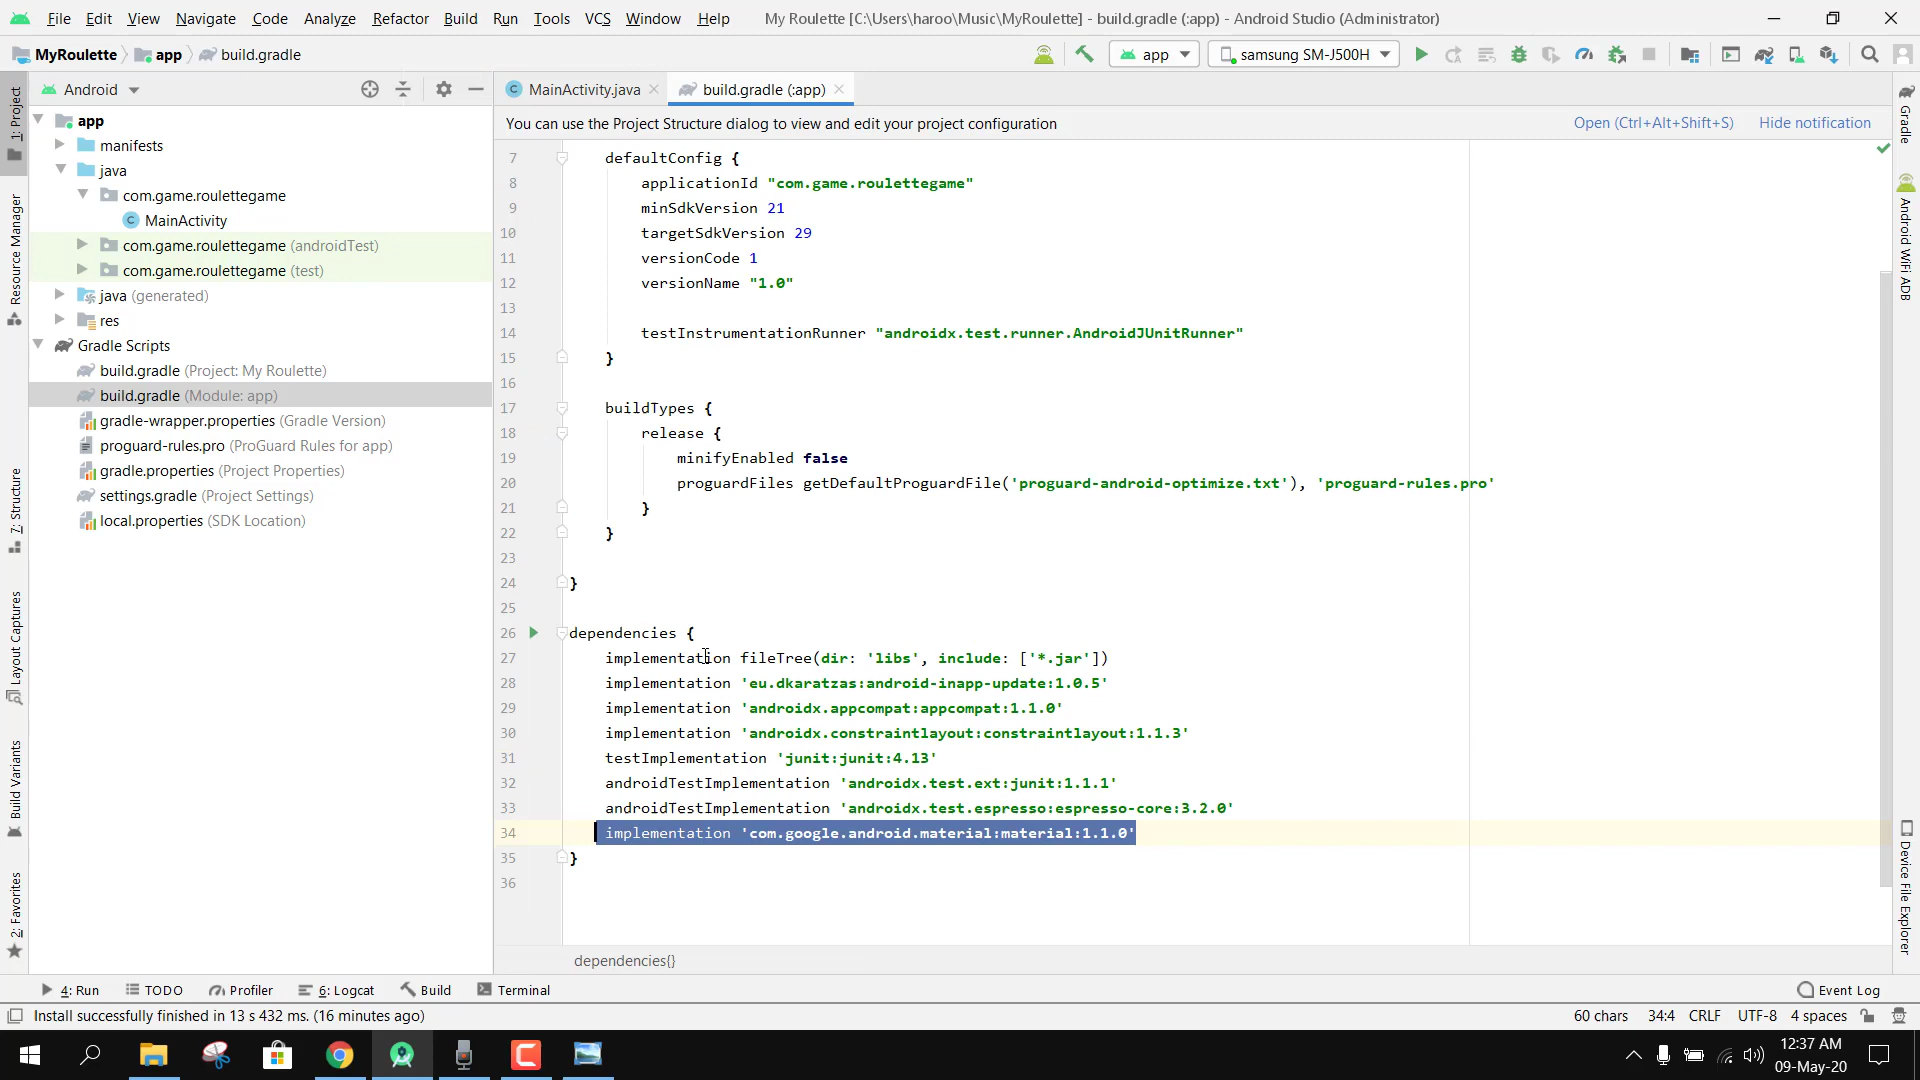 File Edit View Navigate Code Analyze Refactor Build Run Tools VCS Window Help My Roulette [C:\Users\haroo\Music\MyRoulette] - build.gradle (:app) - Android Studio (Administrator)
MyRoulette app build.gradle app samsung SM-J500H
Android MainActivity.java build.gradle (:app)
You can use the Project Structure dialog to view and edit your project configuration Open (Ctrl+Alt+Shift+S) Hide notification
1: Project
Resource Manager
7: Structure
Layout Captures
Build Variants
2: Favorites
app
manifests
java
com.game.roulettegame
MainActivity
com.game.roulettegame (androidTest)
com.game.roulettegame (test)
java (generated)
res
Gradle Scripts
build.gradle (Project: My Roulette)
build.gradle (Module: app)
gradle-wrapper.properties (Gradle Version)
proguard-rules.pro (ProGuard Rules for app)
gradle.properties (Project Properties)
settings.gradle (Project Settings)
local.properties (SDK Location)
7 defaultConfig {
8 applicationId "com.game.roulettegame"
9 minSdkVersion 21
10 targetSdkVersion 29
11 versionCode 1
12 versionName "1.0"
13
14 testInstrumentationRunner "androidx.test.runner.AndroidJUnitRunner"
15 }
16
17 buildTypes {
18 release {
19 minifyEnabled false
20 proguardFiles getDefaultProguardFile('proguard-android-optimize.txt'), 'proguard-rules.pro'
21 }
22 }
23
24 }
25
26 dependencies {
27 implementation fileTree(dir: 'libs', include: ['*.jar'])
28 implementation 'eu.dkaratzas:android-inapp-update:1.0.5'
29 implementation 'androidx.appcompat:appcompat:1.1.0'
30 implementation 'androidx.constraintlayout:constraintlayout:1.1.3'
31 testImplementation 'junit:junit:4.13'
32 androidTestImplementation 'androidx.test.ext:junit:1.1.1'
33 androidTestImplementation 'androidx.test.espresso:espresso-core:3.2.0'
34 implementation 'com.google.android.material:material:1.1.0'
35 }
36
dependencies{}
Gradle
Android WiFi ADB
Device File Explorer
4: Run TODO Profiler 6: Logcat Build Terminal Event Log
Install successfully finished in 13 s 432 ms. (16 minutes ago) 60 chars 34:4 CRLF UTF-8 4 spaces
12:37 AM
09-May-20